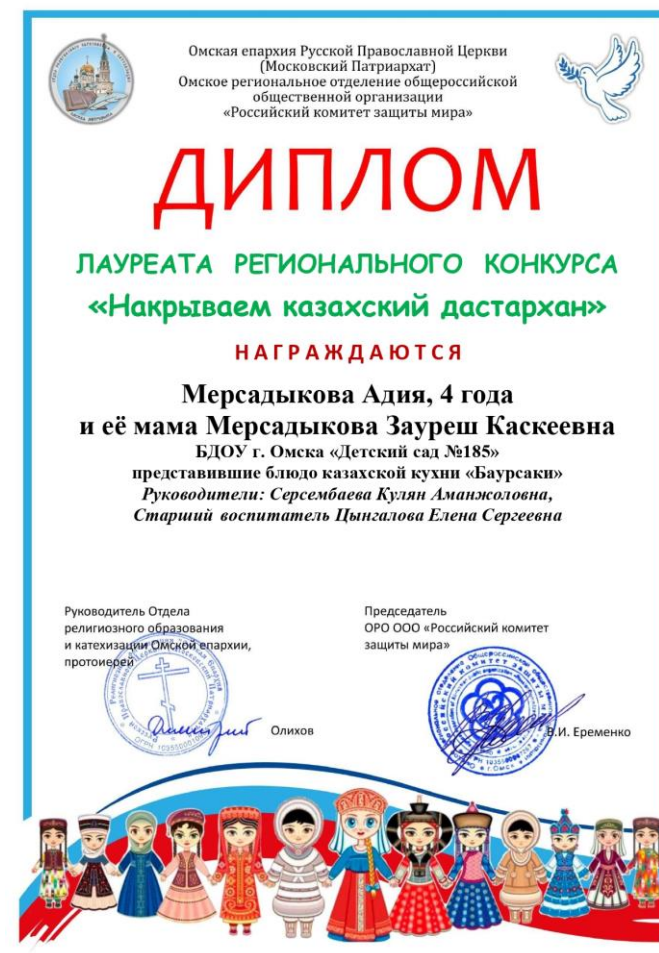 Омская епархия Русской Православной Церкви
(Московский Патриархат)
Омское региональное отделение общероссийской
общественной организации
«Российский комитет защиты мира»
ДИПЛОМ
ЛАУРЕАТА РЕГИОНАЛЬНОГО КОНКУРСА
«Накрываем казахский дастархан»
НАГРАЖДАЮТСЯ
Мерсадыкова Адия, 4 года
и её мама Мерсадыкова Зауреш Каскеевна
БДОУ г. Омска «Детский сад №185»
представившие блюдо казахской кухни «Баурсаки»
Руководители: Серсембаева Кулян Аманжоловна,
Старший воспитатель Цынгалова Елена Сергеевна
Руководитель Отдела
религиозного образования
и катехизации Омской епархии,
протоиерей
Олихов
Председатель
ОРО ООО «Российский комитет
защиты мира»
В.И. Еременко